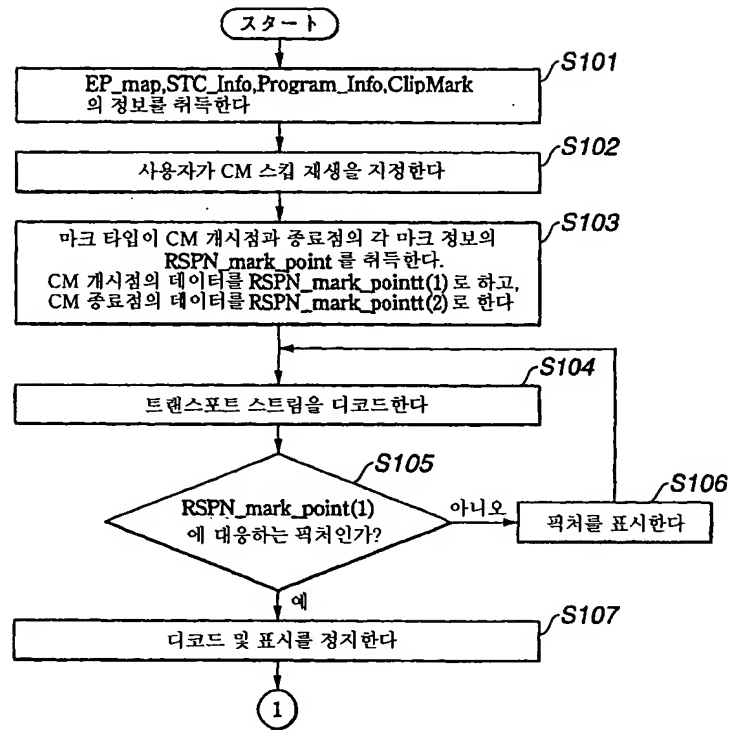 スタート
S101
EP_map,STC_Info,Program_Info,ClipMark
의 정보를 취득한다
S102
사용자가 CM 스킵 재생을 지정한다
S103
마크 타입이 CM 개시점과 종료점의 각 마크 정보의
RSPN_mark_point 를 취득한다.
CM 개시점의 데이터를 RSPN_mark_pointt(1)로 하고,
CM 종료점의 데이터를 RSPN_mark_pointt(2)로 한다
S104
트랜스포트 스트림을 디코드한다
S105
RSPN_mark_point(1)
에 대응하는 픽처인가?
아니오
S106
픽처를 표시한다
예
S107
디코드 및 표시를 정지한다
1